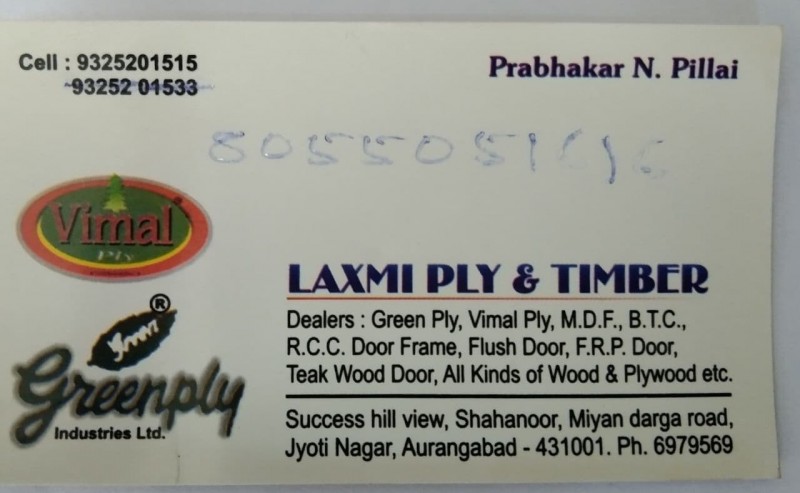 Cell : 9325201515
93252 01533
Prabhakar N. Pillai
Vimal
Ply
green
Greenply
Industries Ltd.
LAXMI PLY & TIMBER
Dealers : Green Ply, Vimal Ply, M.D.F., B.T.C.,
R.C.C. Door Frame, Flush Door, F.R.P. Door,
Teak Wood Door, All Kinds of Wood & Plywood etc.
Success hill view, Shahanoor, Miyan darga road,
Jyoti Nagar, Aurangabad - 431001. Ph. 6979569